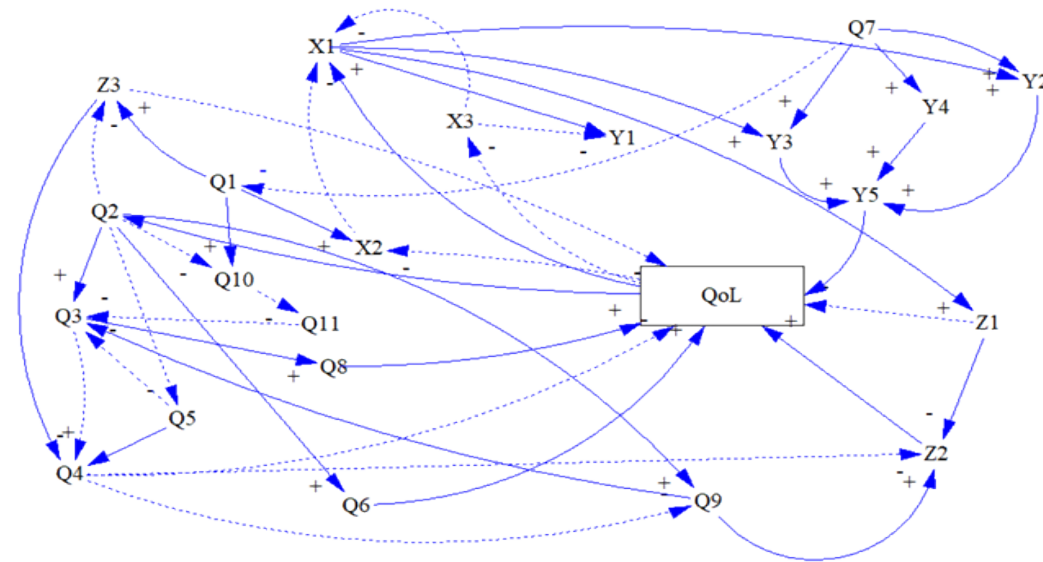 Q7
X1
-
+
-
Z3
+
-
Y2
+
+
+
+
Y4
X3
-
-
Y1
+
Y3
+
Q1
-
+
+
Y5
Q2
+
+
X2
-
-
Q10
+
-
QoL
-
-
Q3
-
-
Q11
+
-
+
+
+
Z1
Q8
+
-
Q5
-
+
-
Q4
Z2
-
+
+
Q6
+
-
Q9